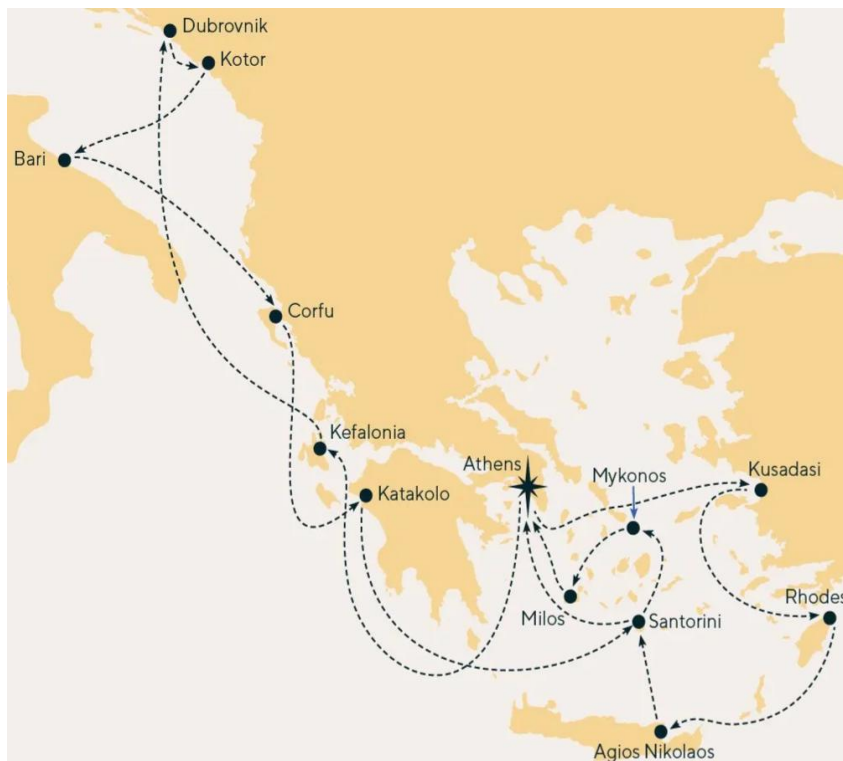 Dubrovnik
Kotor
Bari
Corfu
Kefalonia
Athens
Mykonos
Kusadasi
Katakolo
Rhodes
Milos
Santorini
Agios Nikolaos